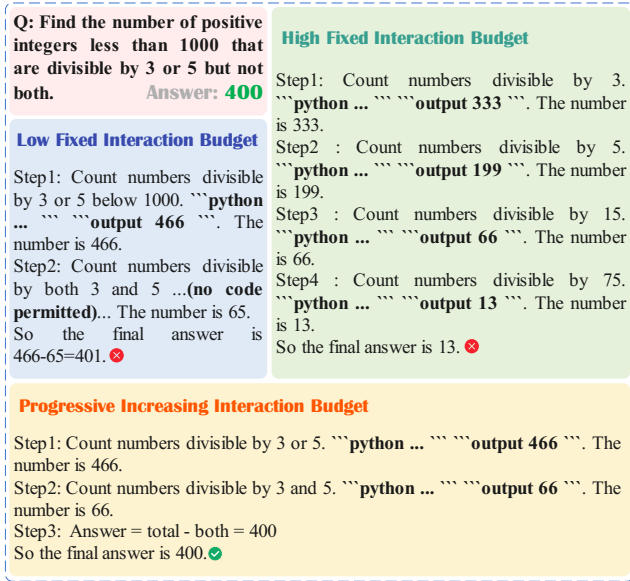 Q: Find the number of positive
integers less than 1000 that
are divisible by 3 or 5 but not
both. Answer: 400
Low Fixed Interaction Budget
Step1: Count numbers divisible
by 3 or 5 below 1000. ```python
... ``` ```output 466 ```. The
number is 466.
Step2: Count numbers divisible
by both 3 and 5 ...(no code
permitted)... The number is 65.
So the final answer is
466-65=401.
High Fixed Interaction Budget
Step1: Count numbers divisible by 3.
```python ... ``` ```output 333 ```. The number
is 333.
Step2 : Count numbers divisible by 5.
```python ... ``` ```output 199 ```. The number
is 199.
Step3 : Count numbers divisible by 15.
```python ... ``` ```output 66 ```. The number
is 66.
Step4 : Count numbers divisible by 75.
```python ... ``` ```output 13 ```. The number
is 13.
So the final answer is 13.
Progressive Increasing Interaction Budget
Step1: Count numbers divisible by 3 or 5. ```python ... ``` ```output 466 ```. The
number is 466.
Step2: Count numbers divisible by 3 and 5. ```python ... ``` ```output 66 ```. The
number is 66.
Step3: Answer = total - both = 400
So the final answer is 400.